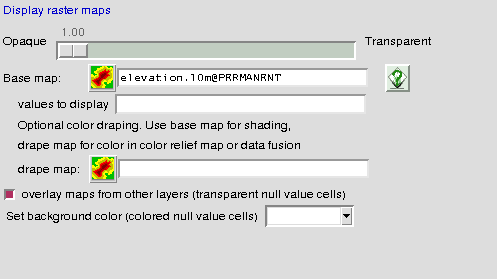 Display raster maps
1.00
Opaque
Transparent
Base map: elevation.10m@PRRMANRNT
values to display
Optional color draping. Use base map for shading,
drape map for color in color relief map or data fusion
drape map:
overlay maps from other layers (transparent null value cells)
Set background color (colored null value cells)